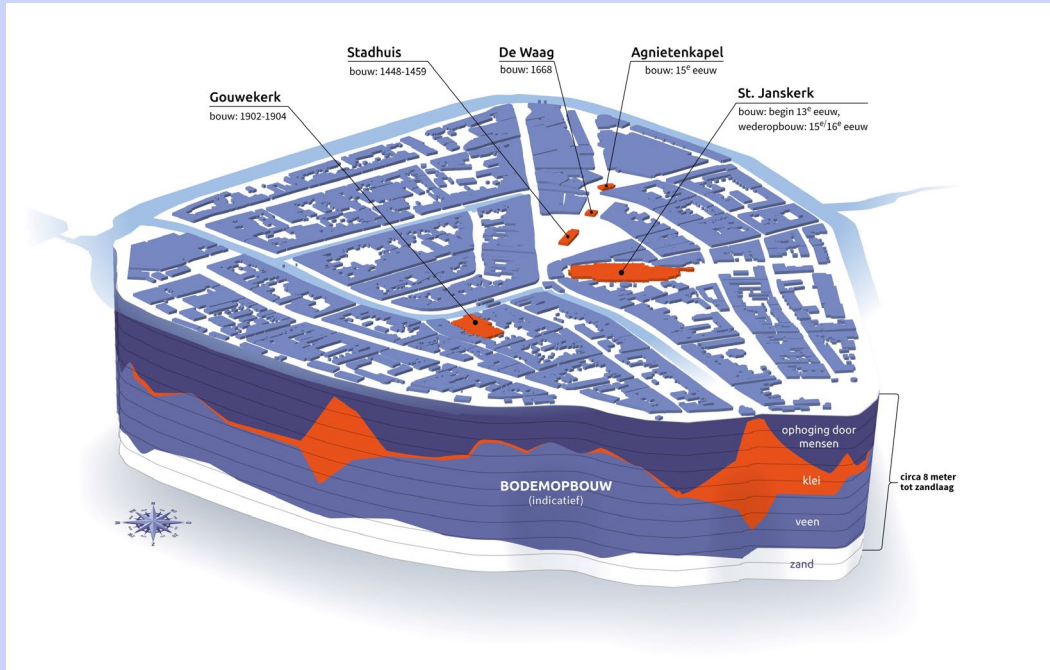 Stadhuis
bouw: 1448-1459
De Waag
bouw: 1668
Agnietenkapel
bouw: 15e eeuw
Gouwekerk
bouw: 1902-1904
St. Janskerk
bouw: begin 13e eeuw,
wederopbouw: 15e/16e eeuw
ophoging door
mensen
klei
veen
zand
circa 8 meter
tot zandlaag
BODEMOPBOUW
(indicatief)